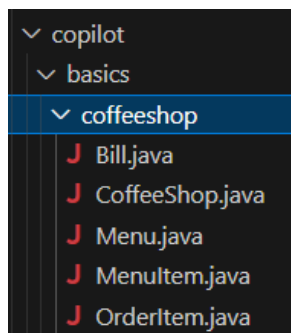 copilot
basics
coffeeshop
J Bill.java
J CoffeeShop.java
J Menu.java
J MenuItem.java
J OrderItem.java